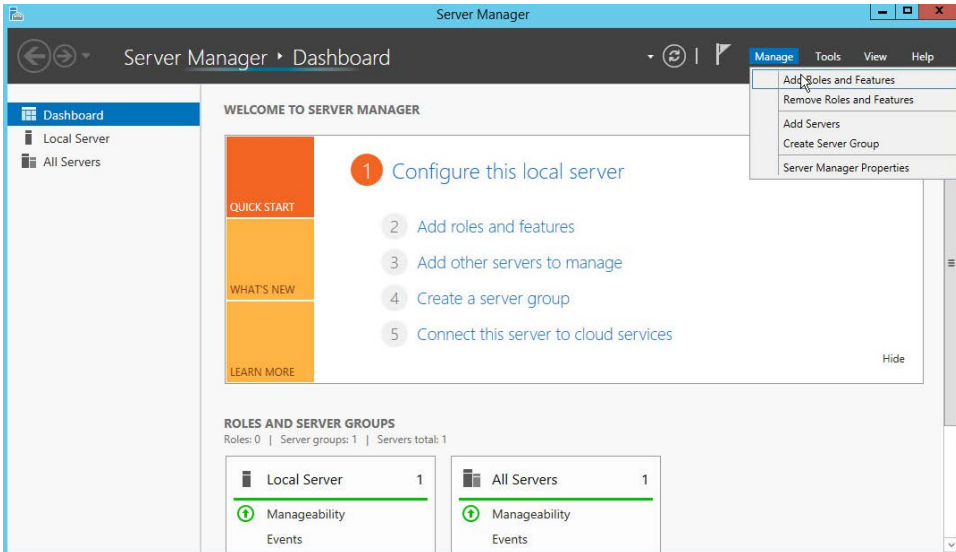 Server Manager
Server Manager • Dashboard
Manage Tools View Help
Add Roles and Features
Remove Roles and Features
Add Servers
Create Server Group
Server Manager Properties
Dashboard
Local Server
All Servers
WELCOME TO SERVER MANAGER
QUICK START
WHAT'S NEW
LEARN MORE
1 Configure this local server
2 Add roles and features
3 Add other servers to manage
4 Create a server group
5 Connect this server to cloud services
Hide
ROLES AND SERVER GROUPS
Roles: 0 | Server groups: 1 | Servers total: 1
Local Server 1
Manageability
Events
All Servers 1
Manageability
Events